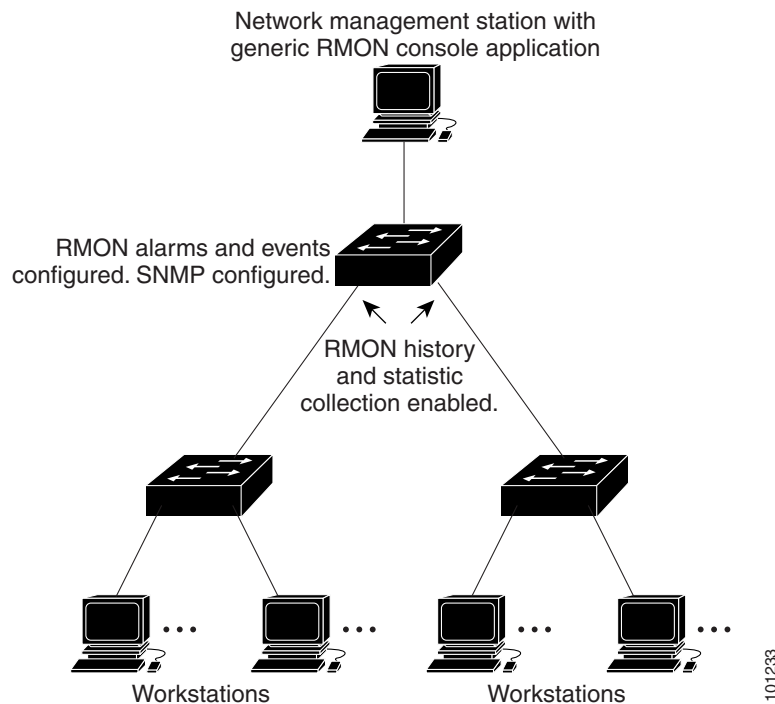 Network management station with
generic RMON console application
RMON alarms and events
configured. SNMP configured.
RMON history
and statistic
collection enabled.
Workstations
Workstations
101233